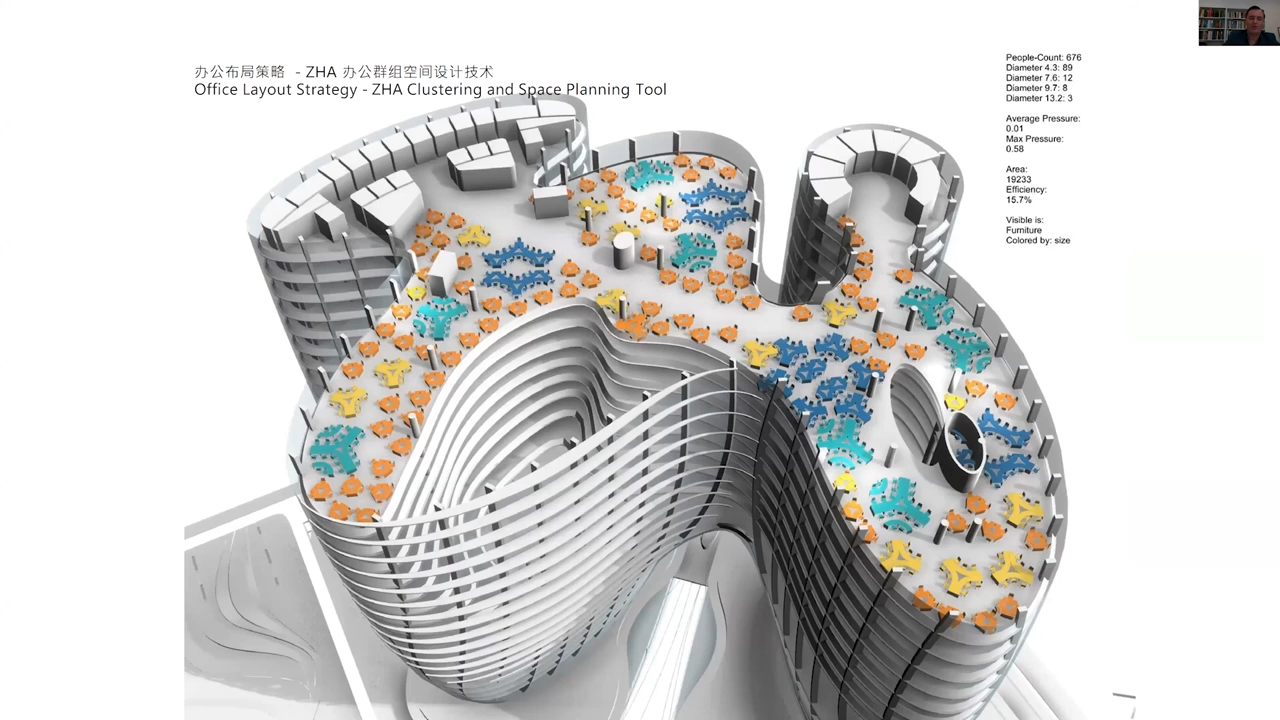 办公布局策略 - ZHA 办公群组空间设计技术
Office Layout Strategy - ZHA Clustering and Space Planning Tool
People-Count: 676
Diameter 4.3: 89
Diameter 7.6: 12
Diameter 9.7: 8
Diameter 13.2: 3
Average Pressure:
0.01
Max Pressure:
0.58
Area:
19233
Efficiency:
15.7%
Visible is:
Furniture
Colored by: size